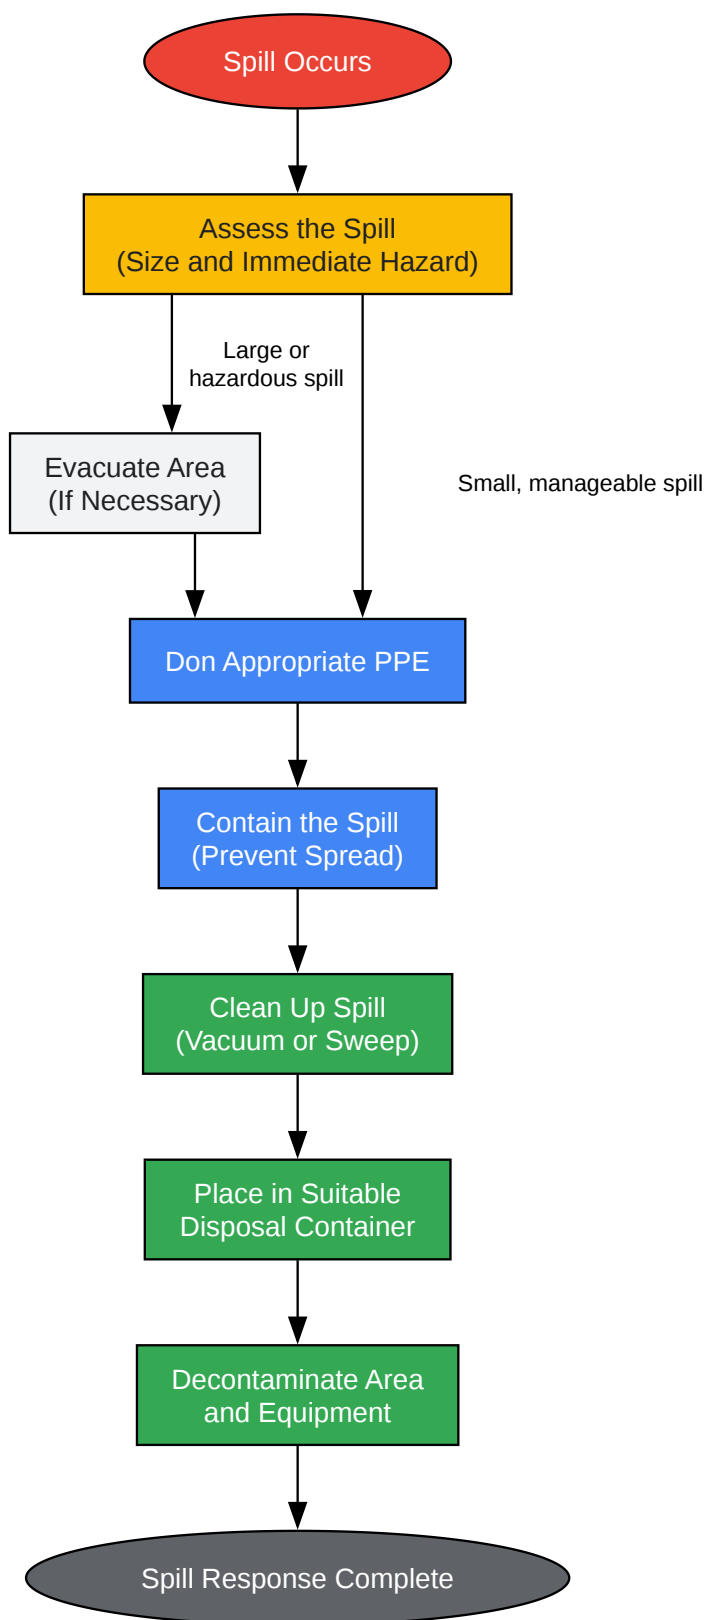 Spill Occurs
Assess the Spill
(Size and Immediate Hazard)
Large or
hazardous spill
Evacuate Area
(If Necessary)
Small, manageable spill
Don Appropriate PPE
Contain the Spill
(Prevent Spread)
Clean Up Spill
(Vacuum or Sweep)
Place in Suitable
Disposal Container
Decontaminate Area
and Equipment
Spill Response Complete